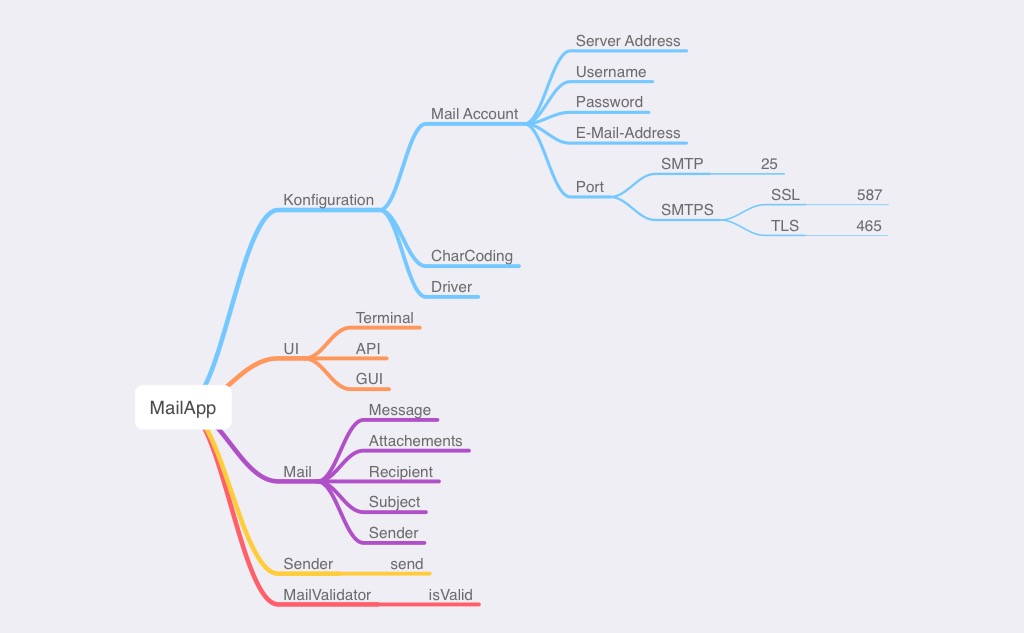 Server Address
Username
Mail Account
Password
E-Mail-Address
SMTP 25
Port
SSL 587
Konfiguration
SMTPS
TLS 465
CharCoding
Driver
Terminal
UI API
GUI
MailApp
Message
Attachements
Mail Recipient
Subject
Sender
Sender send
MailValidator isValid